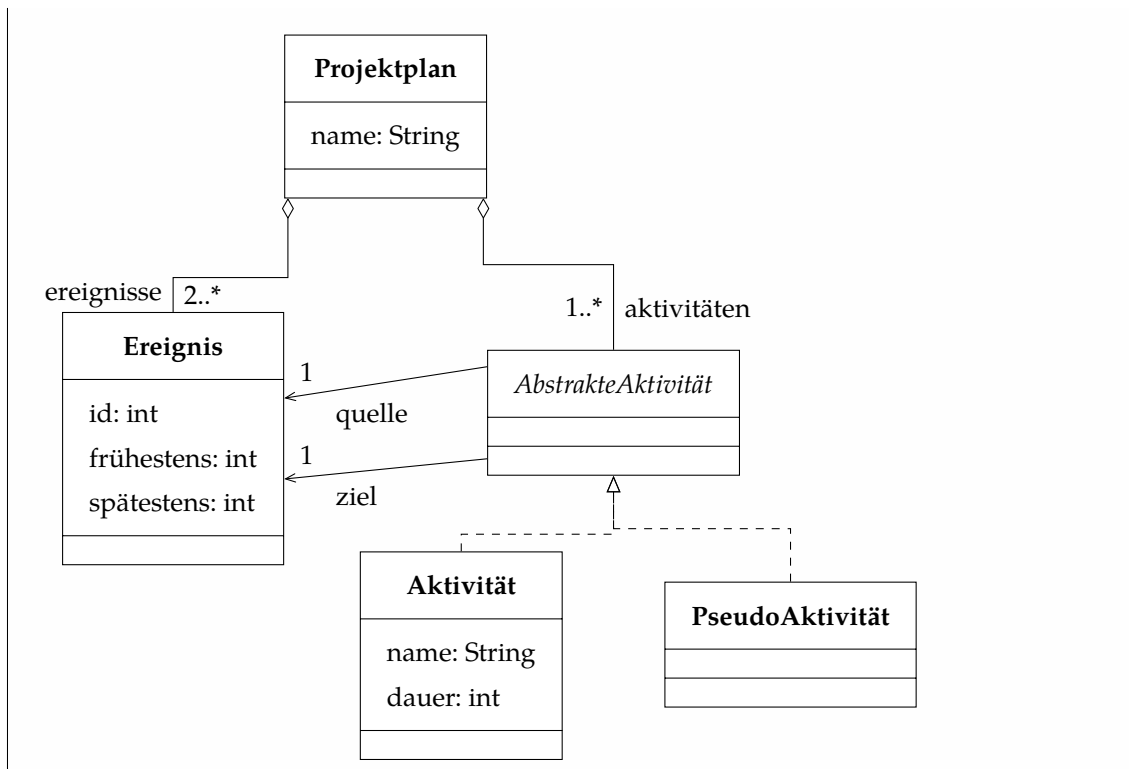 Projektplan
name: String
ereignisse
2..*
1..*
aktivitäten
Ereignis
id: int
frühestens: int
spätestens: int
1
quelle
1
ziel
AbstrakteAktivität
Aktivität
name: String
dauer: int
PseudoAktivität